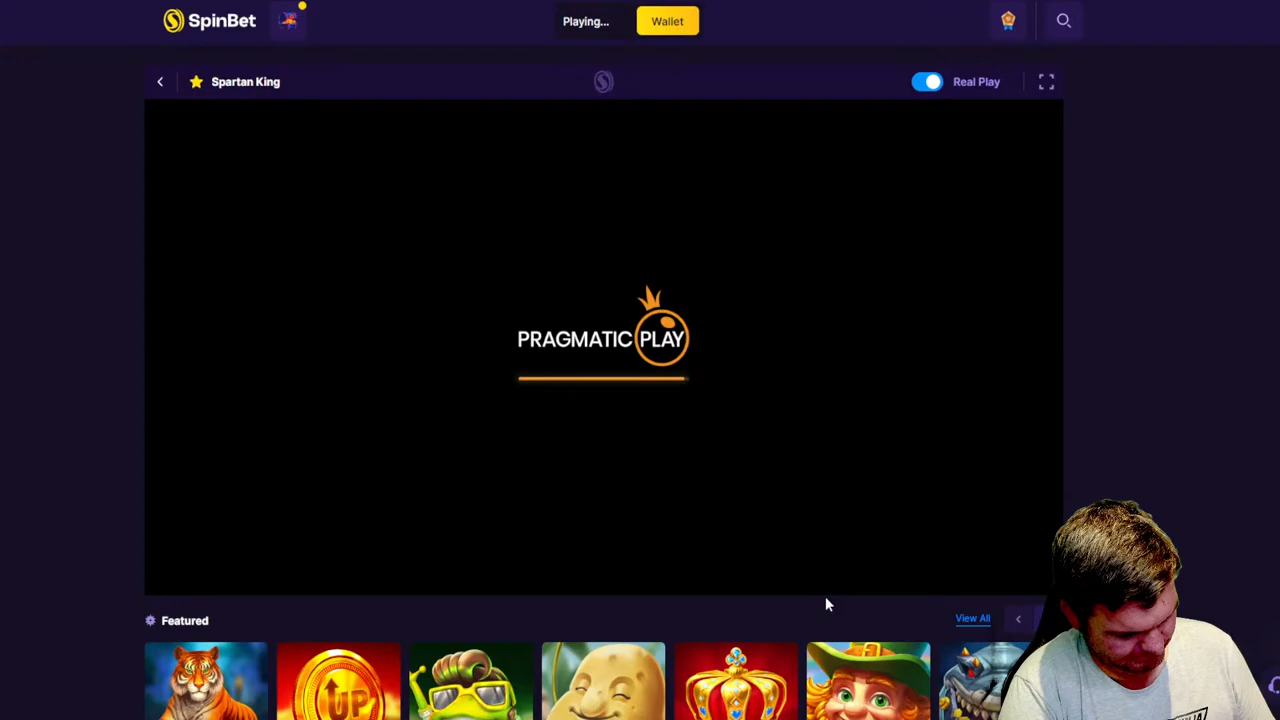 SpinBet
Playing...
Wallet
Spartan King
Real Play
PRAGMATIC PLAY
Featured
View All
UP